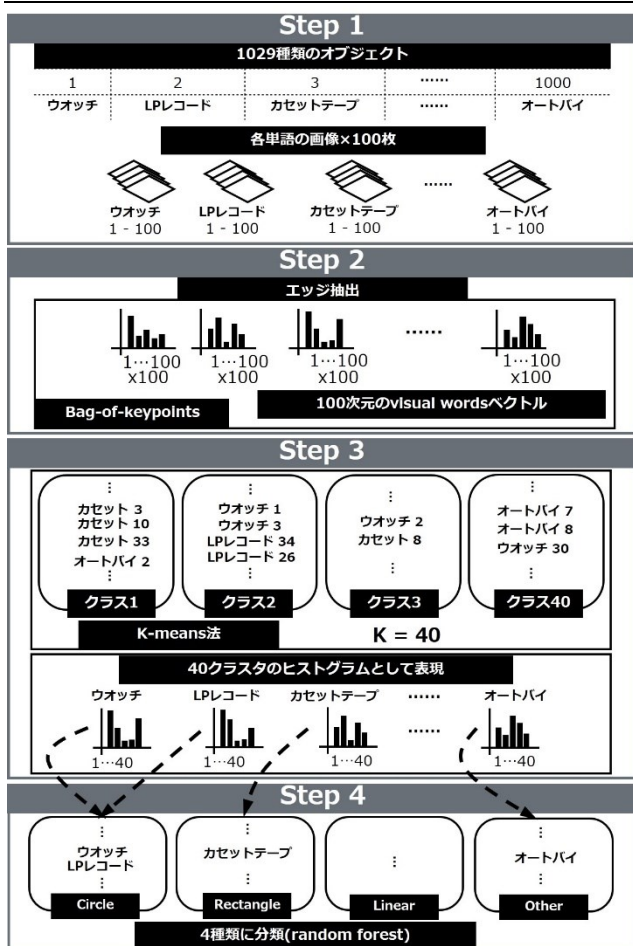 Step 1
1029種類のオブジェクト
1 2 3 ⋯⋯ 1000
ウオッチ LPレコード カセットテープ ⋯⋯ オートバイ
各単語の画像×100枚
⋯⋯
ウオッチ LPレコード カセットテープ オートバイ
1 - 100 1 - 100 1 - 100 1 - 100
Step 2
エッジ抽出
⋯⋯
1⋯100 1⋯100 1⋯100 1⋯100
x100 x100 x100 x100
Bag-of-keypoints
100次元のvisual wordsベクトル
Step 3
⋮
カセット 3
カセット 10
カセット 33
オートバイ 2
⋮
クラス1
⋮
ウオッチ 1
ウオッチ 3
LPレコード 34
LPレコード 26
⋮
クラス2
⋮
ウオッチ 2
カセット 8
⋮
クラス3
⋮
オートバイ 7
オートバイ 8
ウオッチ 30
⋮
クラス40
K-means法
K = 40
40クラスタのヒストグラムとして表現
ウオッチ LPレコード カセットテープ ⋯⋯ オートバイ
⋯⋯
1⋯40 1⋯40 1⋯40 1⋯40
Step 4
⋮
ウオッチ
LPレコード
⋮
Circle
⋮
カセットテープ
⋮
Rectangle
⋮
Linear
⋮
オートバイ
⋮
Other
4種類に分類(random forest)